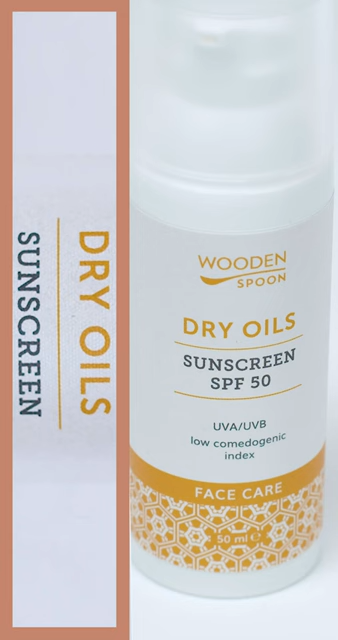 DRY OILS
SUNSCREEN
WOODEN
SPOON
DRY OILS
SUNSCREEN
SPF 50
UVA/UVB
low comedogenic
index
FACE CARE
50 ml ℮